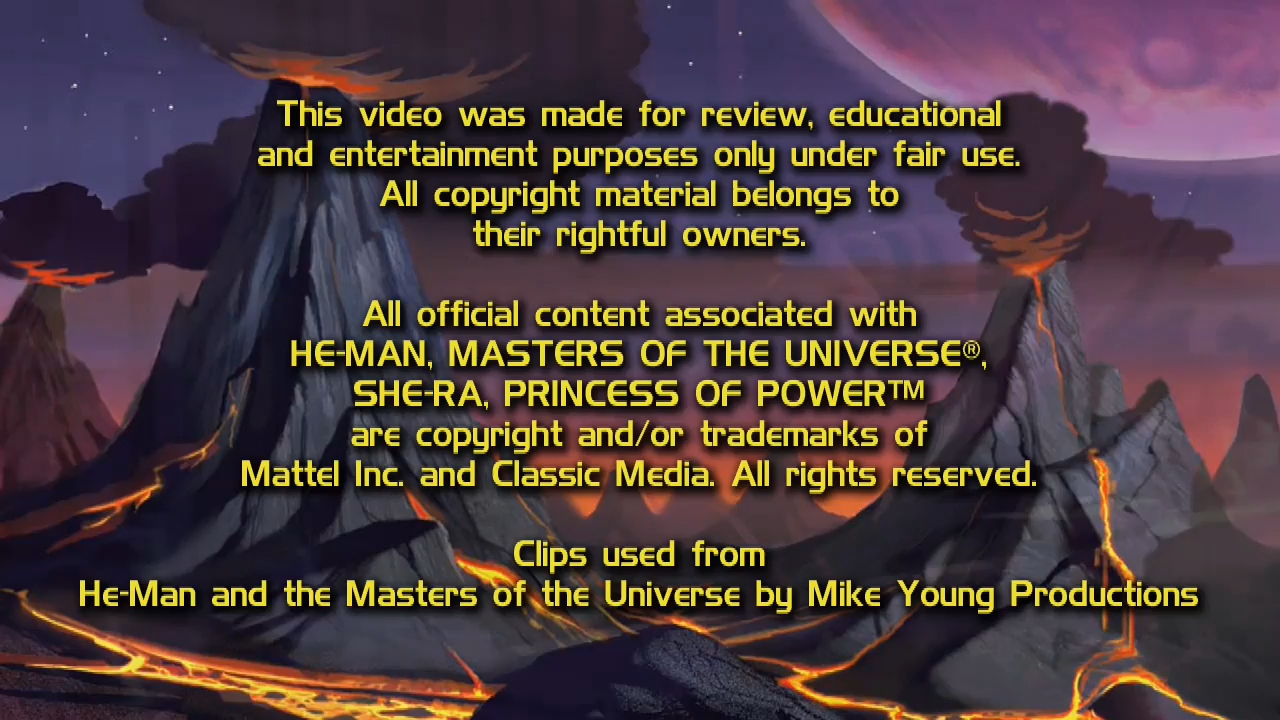 This video was made for review, educational
and entertainment purposes only under fair use.
All copyright material belongs to
their rightful owners.
All official content associated with
HE-MAN, MASTERS OF THE UNIVERSE®,
SHE-RA, PRINCESS OF POWER™
are copyright and/or trademarks of
Mattel Inc. and Classic Media. All rights reserved.
Clips used from
He-Man and the Masters of the Universe by Mike Young Productions